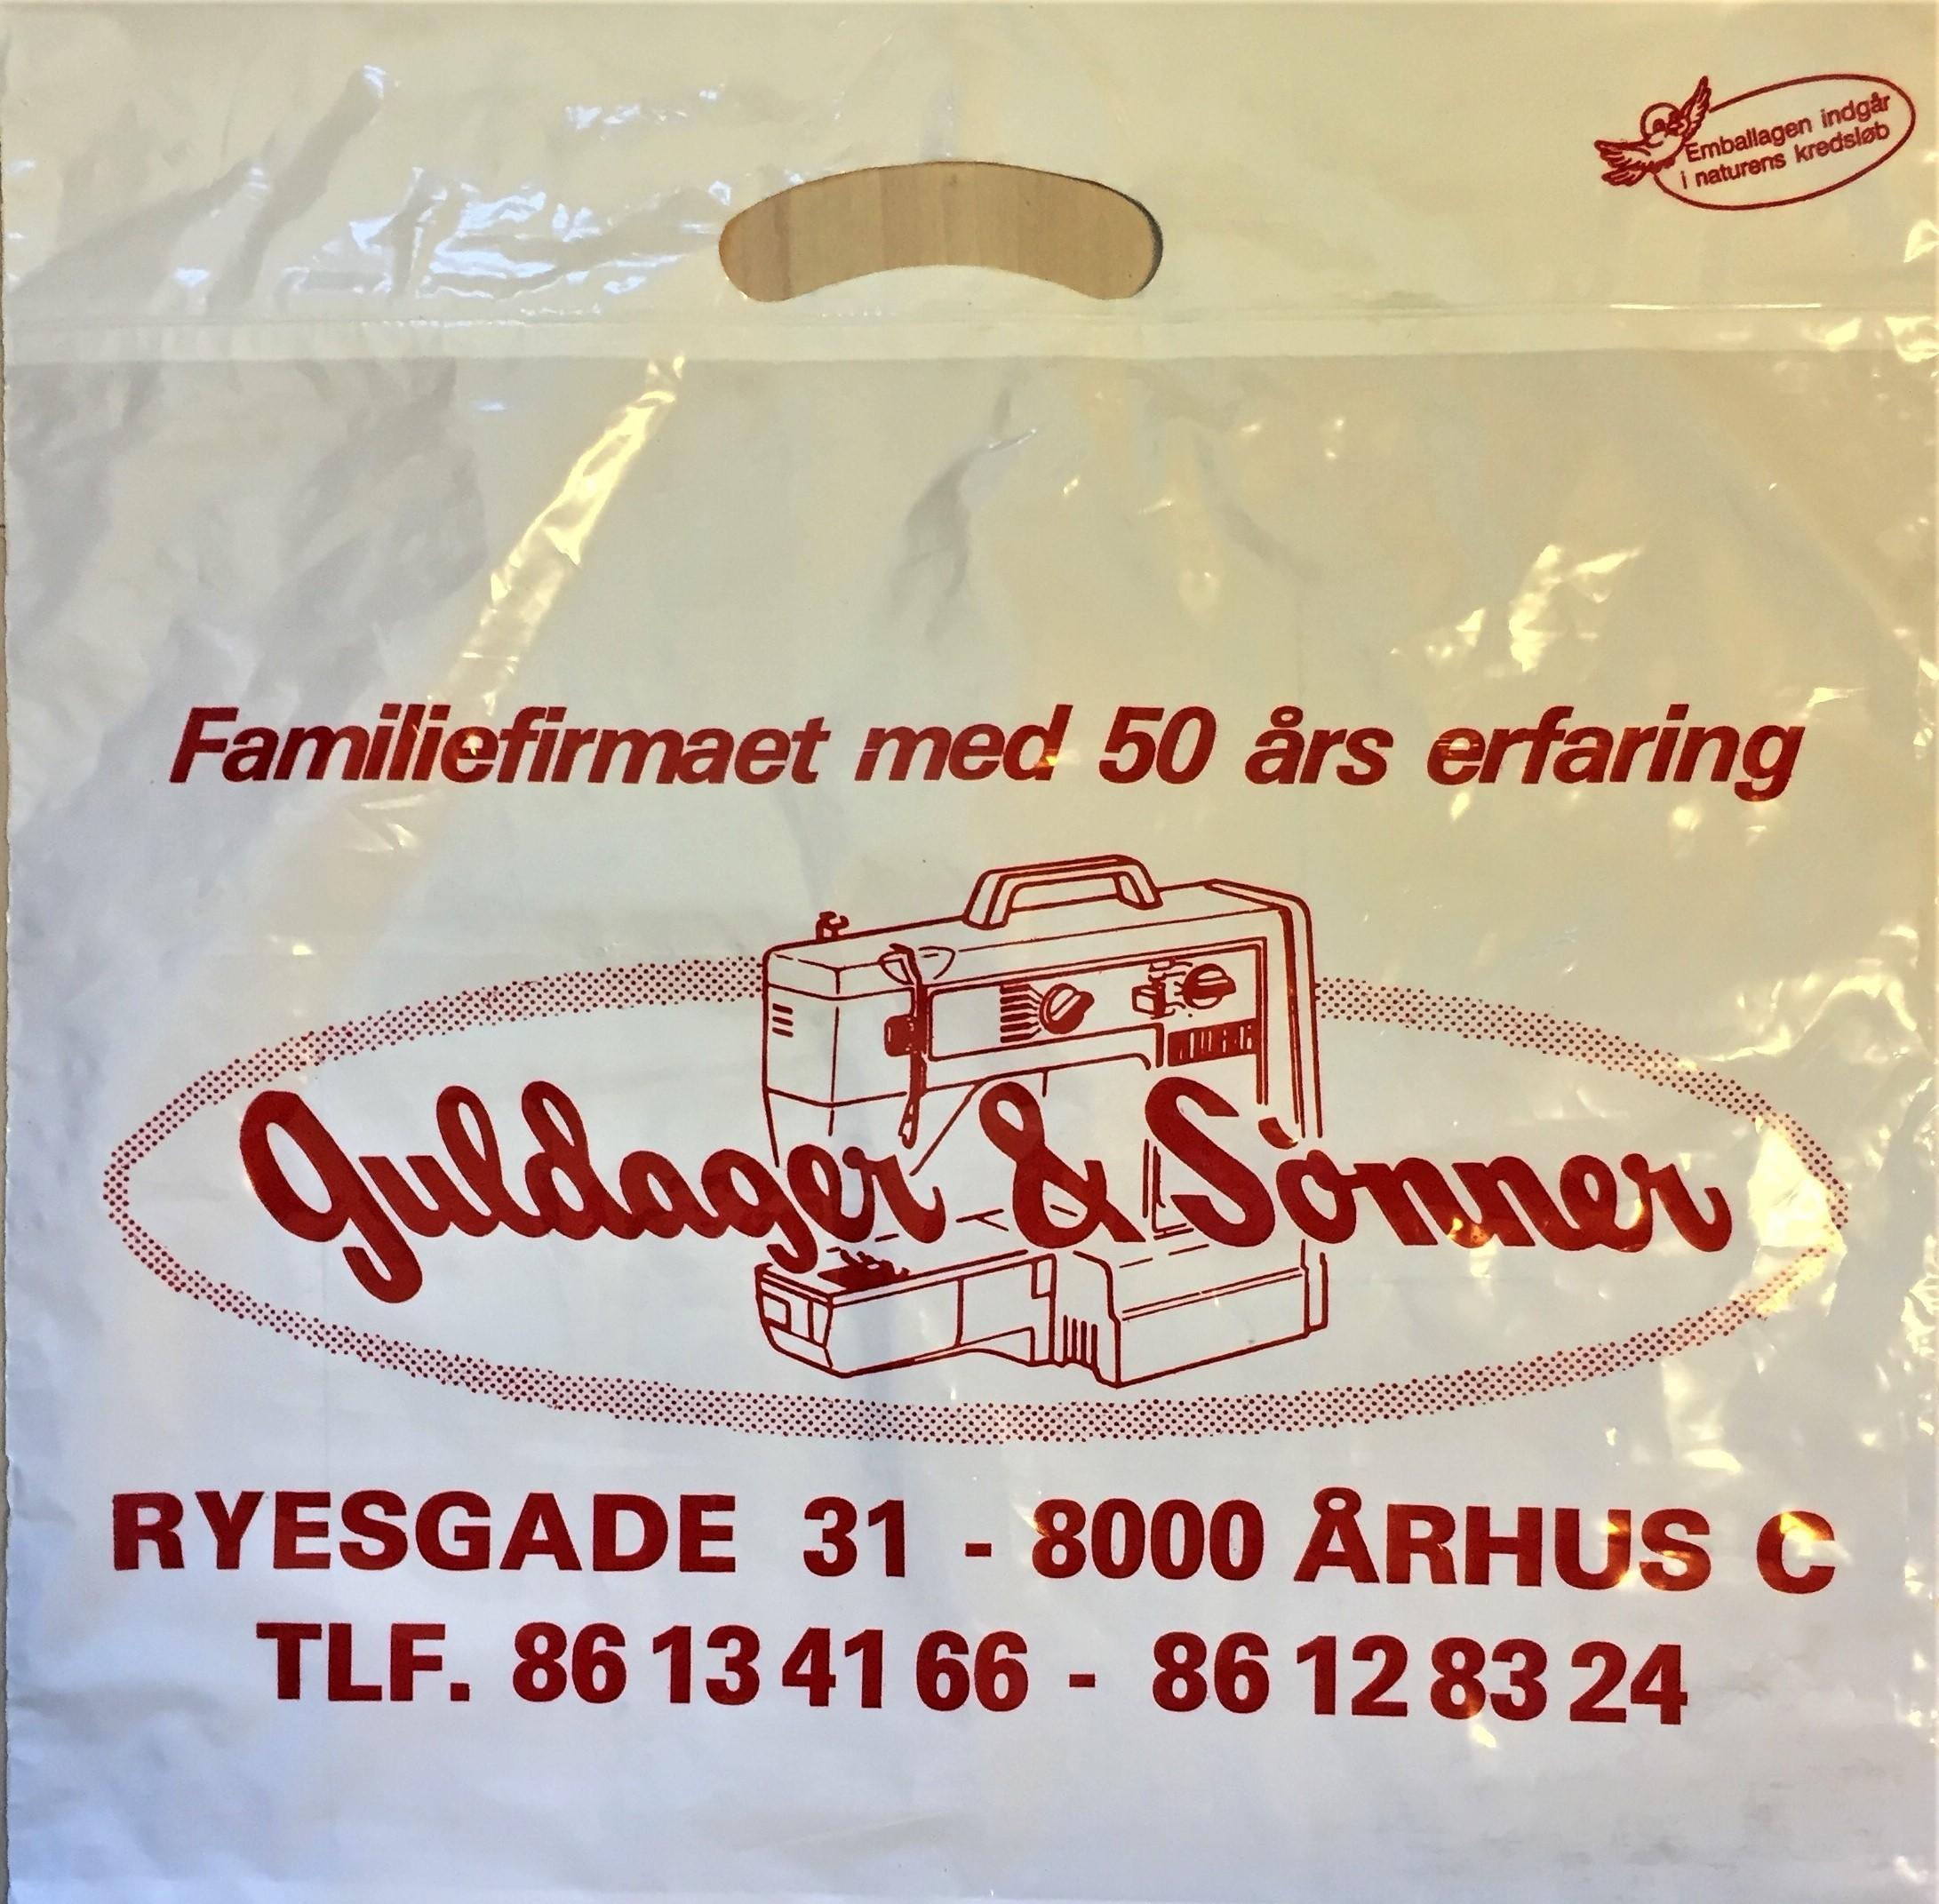 Emballagen indgår
i naturens kredsløb
Familiefirmaet med 50 års erfaring
Guldager & Sønner
RYESGADE 31 - 8000 ÅRHUS C
TLF. 86 13 41 66 - 86 12 83 24